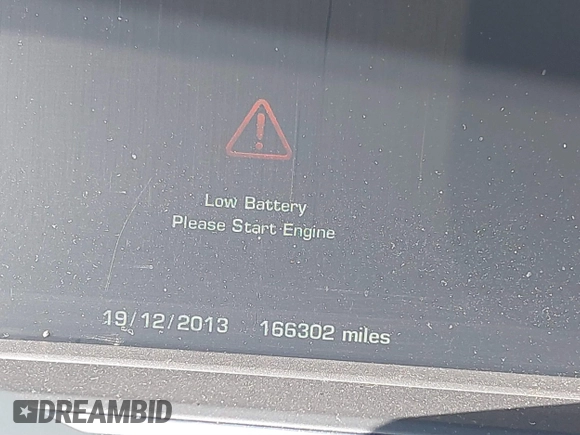 Low Battery
Please Start Engine
19/12/2013 166302 miles
DREAMBID